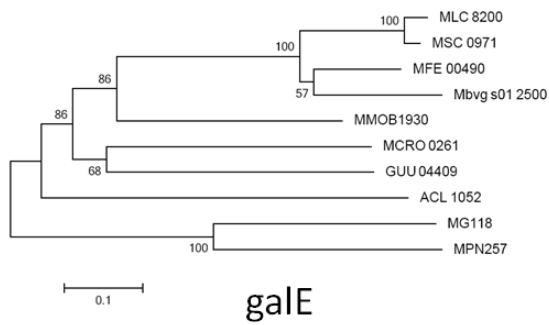 100
MLC 8200
100
MSC 0971
86
MFE 00490
57
Mbvg s01 2500
86
MMOB1930
MCRO 0261
68
GUU 04409
ACL 1052
MG118
100
MPN257
0.1
galE